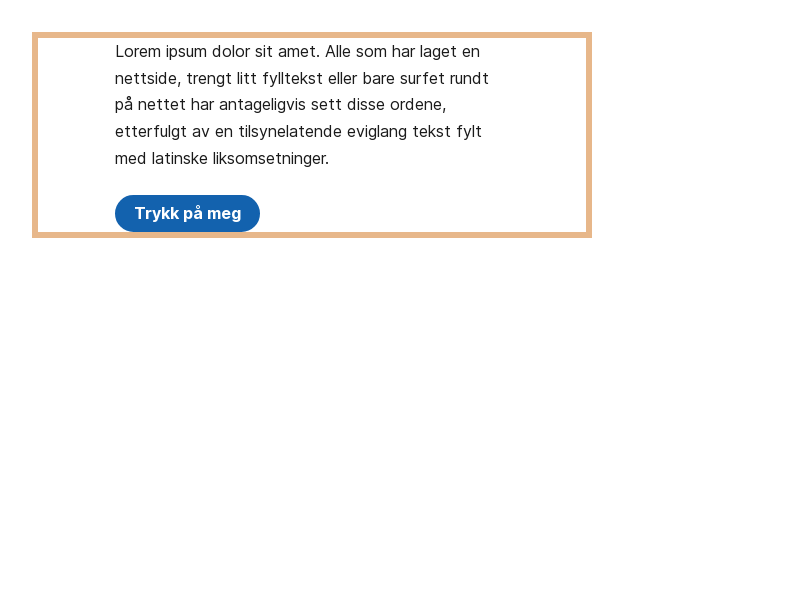 Lorem ipsum dolor sit amet. Alle som har laget en
nettside, trengt litt fylltekst eller bare surfet rundt
på nettet har antageligvis sett disse ordene,
etterfulgt av en tilsynelatende eviglang tekst fylt
med latinske liksomsetninger.
Trykk på meg